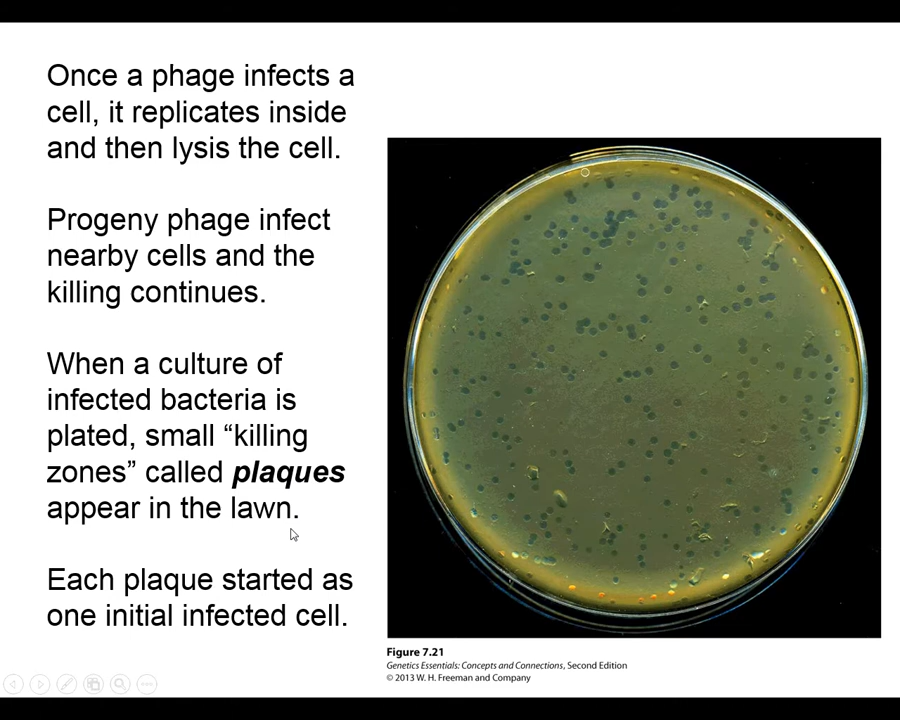 Once a phage infects a
cell, it replicates inside
and then lysis the cell.
Progeny phage infect
nearby cells and the
killing continues.
When a culture of
infected bacteria is
plated, small “killing
zones” called plaques
appear in the lawn.
Each plaque started as
one initial infected cell.
Figure 7.21
Genetics Essentials: Concepts and Connections, Second Edition
© 2013 W. H. Freeman and Company